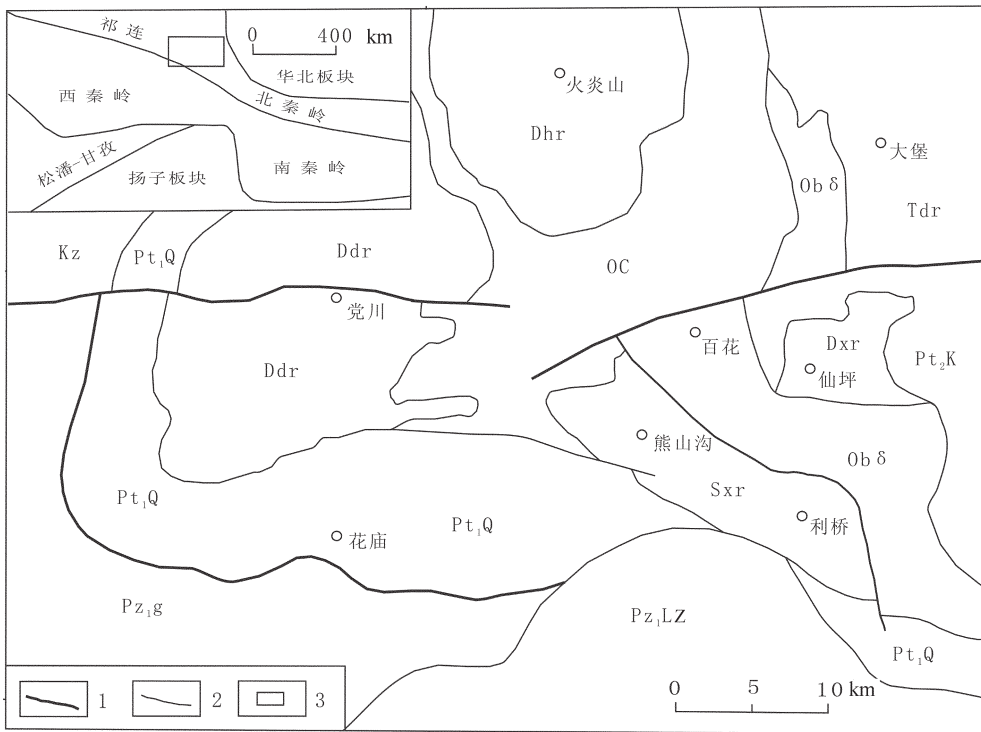 祁连
0 400 km
华北板块
西秦岭
北秦岭
松潘-甘孜
扬子板块
南秦岭
火炎山
Dhr
大堡
Obδ
Tdr
Kz
Pt₁Q
Ddr
OC
党川
百花
Dxr
仙坪
Pt₂K
Ddr
熊山沟
Obδ
Sxr
Pt₁Q
Pt₁Q
花庙
利桥
Pz₁g
Pz₁LZ
Pt₁Q
1 2 3
0 5 10 km